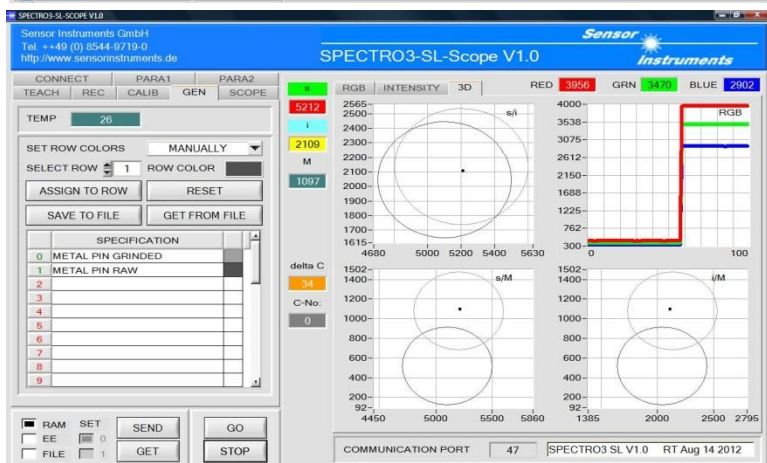 SPECTRO3-SL-SCOPE V1.0
Sensor Instruments GmbH
Tel. ++49 (0) 8544-9719-0
http://www.sensorinstruments.de
SPECTRO3-SL-Scope V1.0
Sensor
Instruments
CONNECT PARA1 PARA2
TEACH REC CALIB GEN SCOPE
TEMP 26
SET ROW COLORS MANUALLY
SELECT ROW 1 ROW COLOR
ASSIGN TO ROW RESET
SAVE TO FILE GET FROM FILE
SPECIFICATION
0 METAL PIN GRINDED
1 METAL PIN RAW
2
3
4
5
6
7
8
9
RAM SET
EE 0
FILE 1
SEND GO
GET STOP
s
5212
i
2109
M
1097
delta C
34
C-No:
0
RGB INTENSITY 3D RED 3956 GRN 3470 BLUE 2902
s/i
2565
2500
2400
2300
2200
2100
2000
1900
1800
1700
1615
4680 5000 5200 5400 5630
RGB
4000
3538
3075
2612
2150
1688
1225
762
300
0 100
s/M
1502
1400
1200
1000
800
600
400
200
92
4450 5000 5500 5860
i/M
1502
1400
1200
1000
800
600
400
200
92
1385 2000 2500 2795
COMMUNICATION PORT 47 SPECTRO3 SL V1.0 RT Aug 14 2012